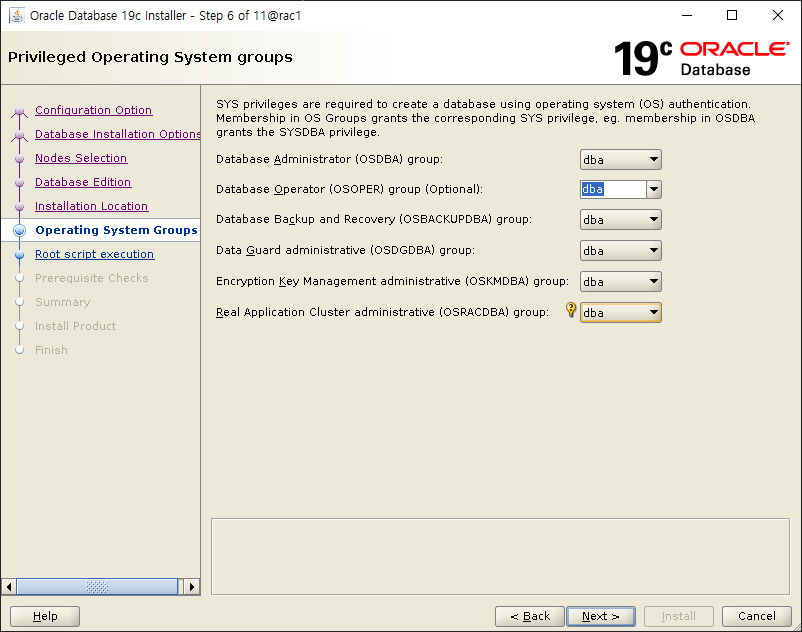 Oracle Database 19c Installer - Step 6 of 11@rac1
Privileged Operating System groups
19c ORACLE
Database
Configuration Option
Database Installation Options
Nodes Selection
Database Edition
Installation Location
Operating System Groups
Root script execution
Prerequisite Checks
Summary
Install Product
Finish
SYS privileges are required to create a database using operating system (OS) authentication.
Membership in OS Groups grants the corresponding SYS privilege, eg. membership in OSDBA
grants the SYSDBA privilege.
Database Administrator (OSDBA) group: dba
Database Operator (OSOPER) group (Optional): dba
Database Backup and Recovery (OSBACKUPDBA) group: dba
Data Guard administrative (OSDGDBA) group: dba
Encryption Key Management administrative (OSKMDBA) group: dba
Real Application Cluster administrative (OSRACDBA) group: dba
Help
< Back
Next >
Install
Cancel